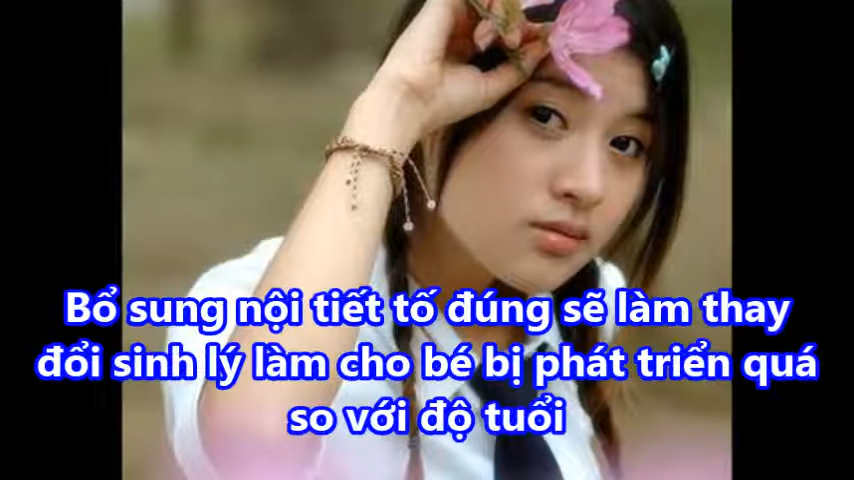 Bổ sung nội tiết tố đúng sẽ làm thay
đổi sinh lý làm cho bé bị phát triển quá
so với độ tuổi